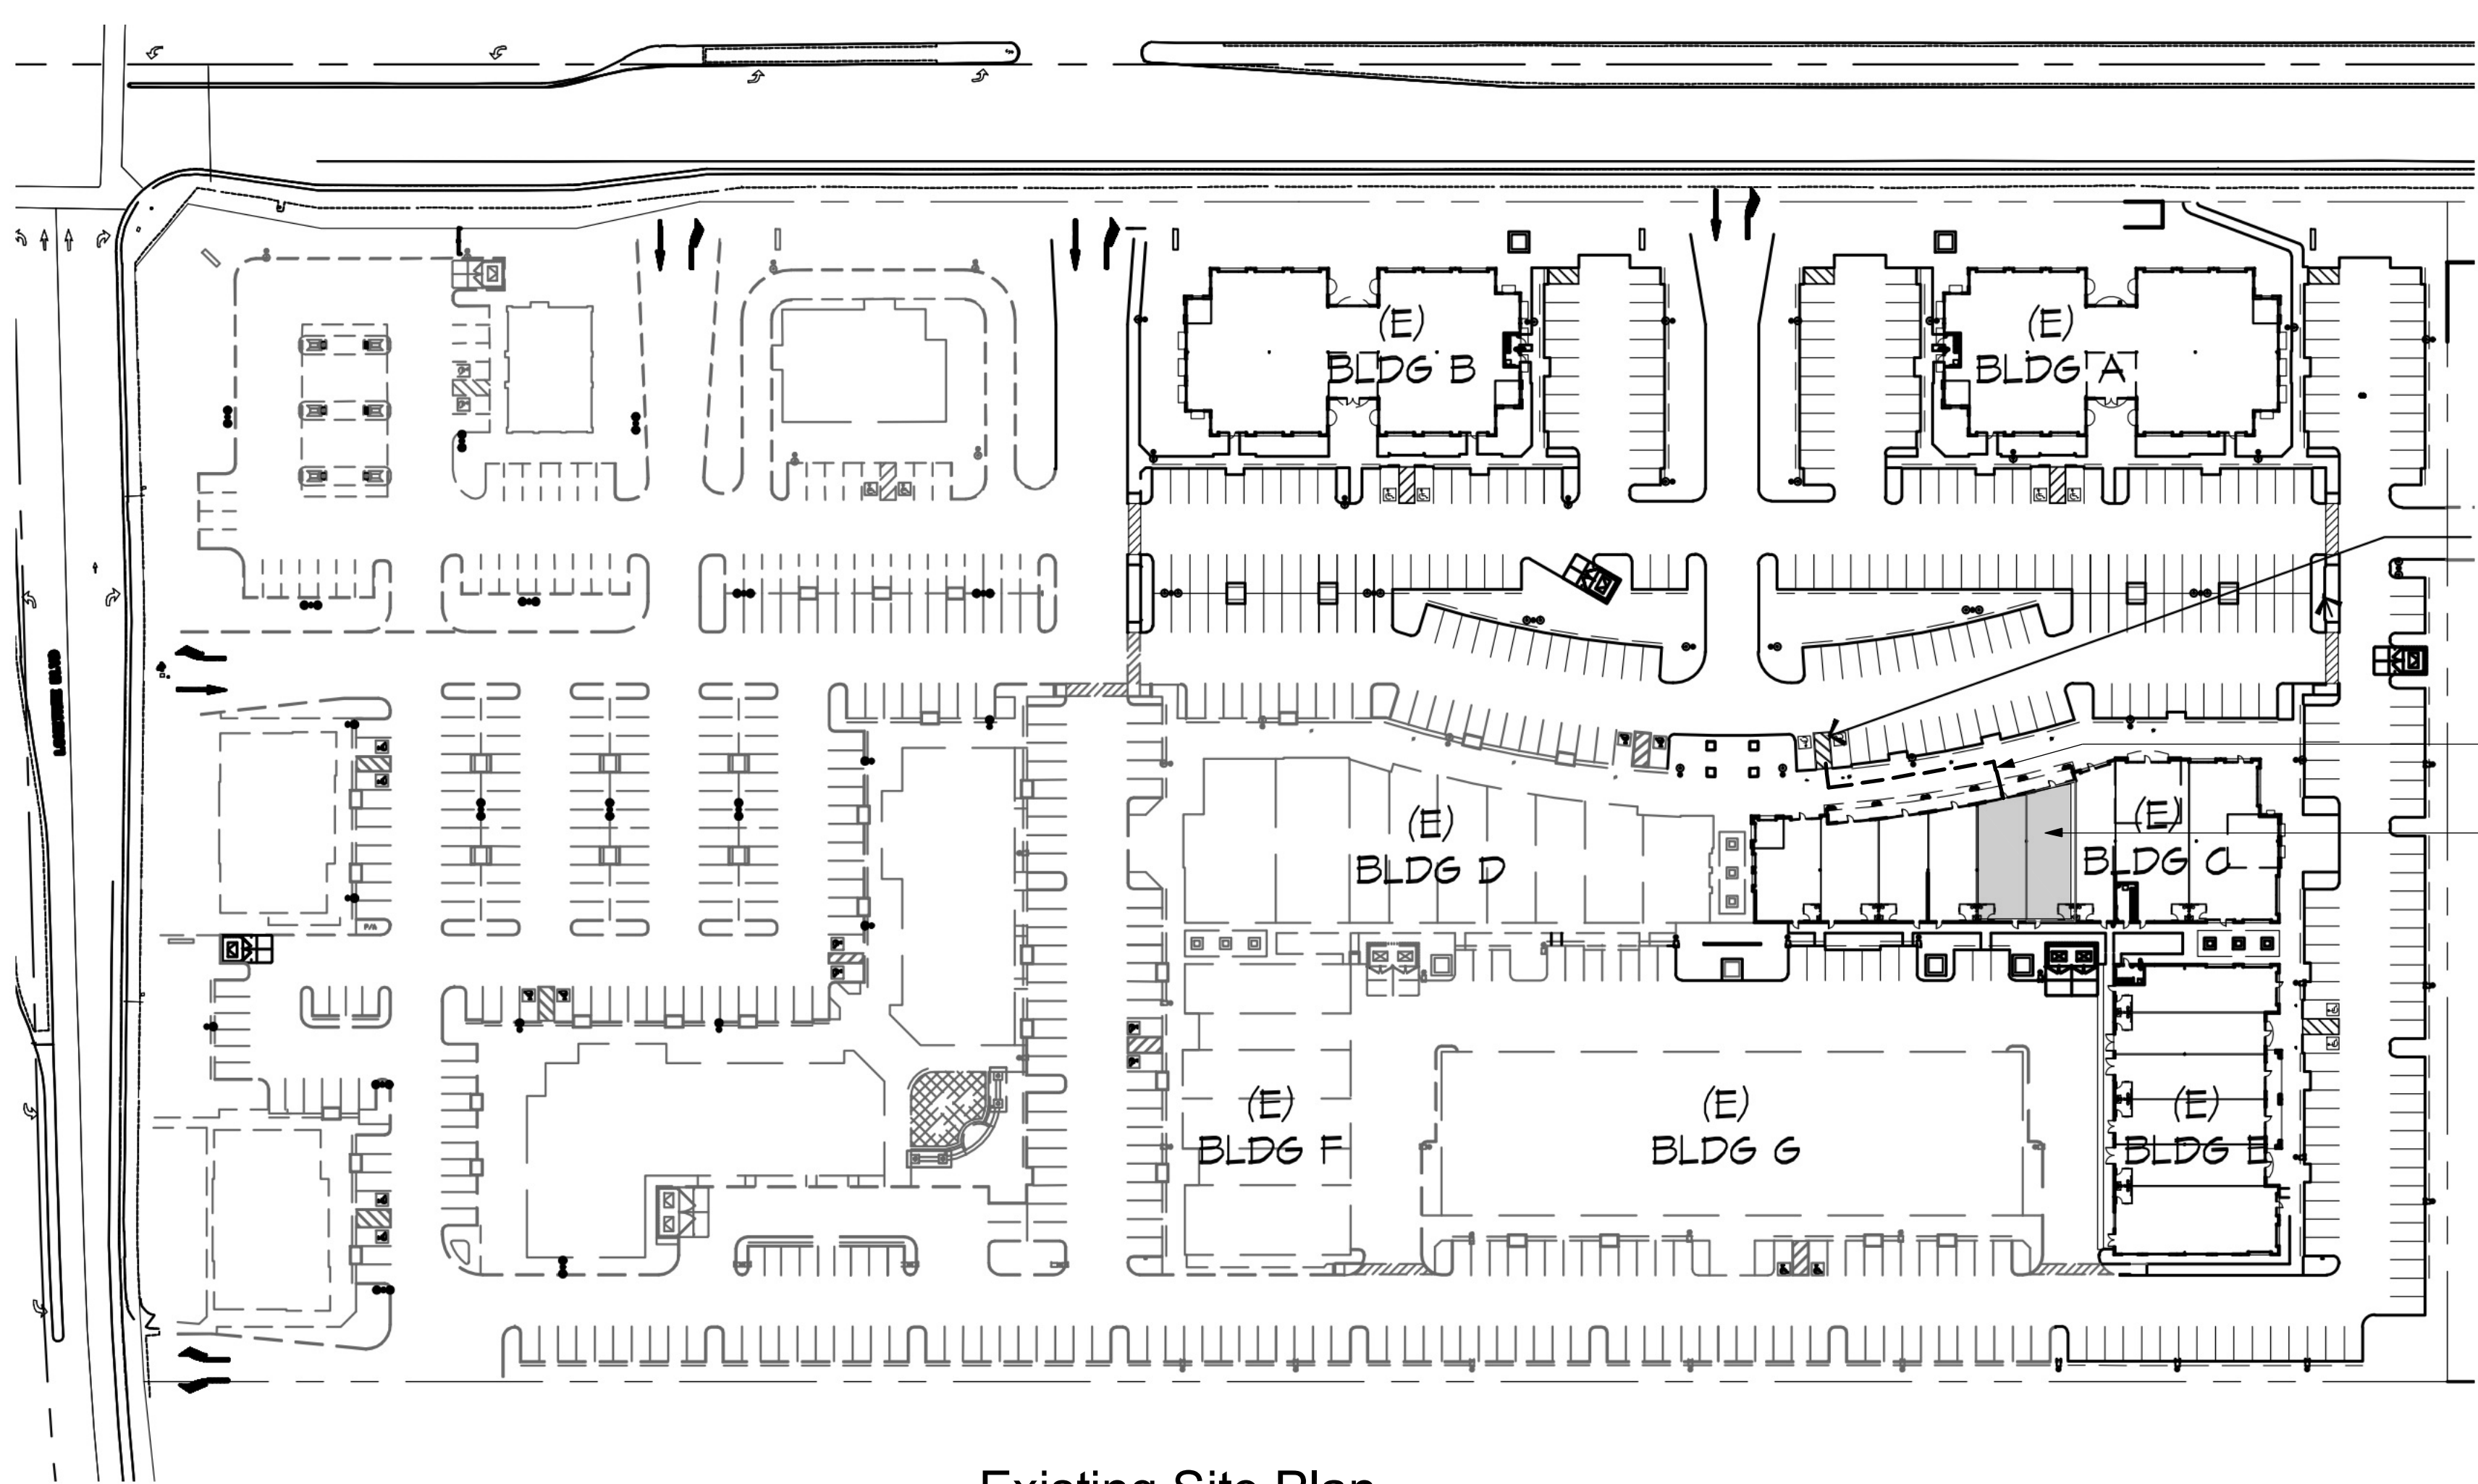 (E)
BLDG B
(E)
BLDG A
(E)
BLDG D
(E)
BLDG C
(E)
BLDG F
(E)
BLDG G
(E)
BLDG E
Existing Site Plan